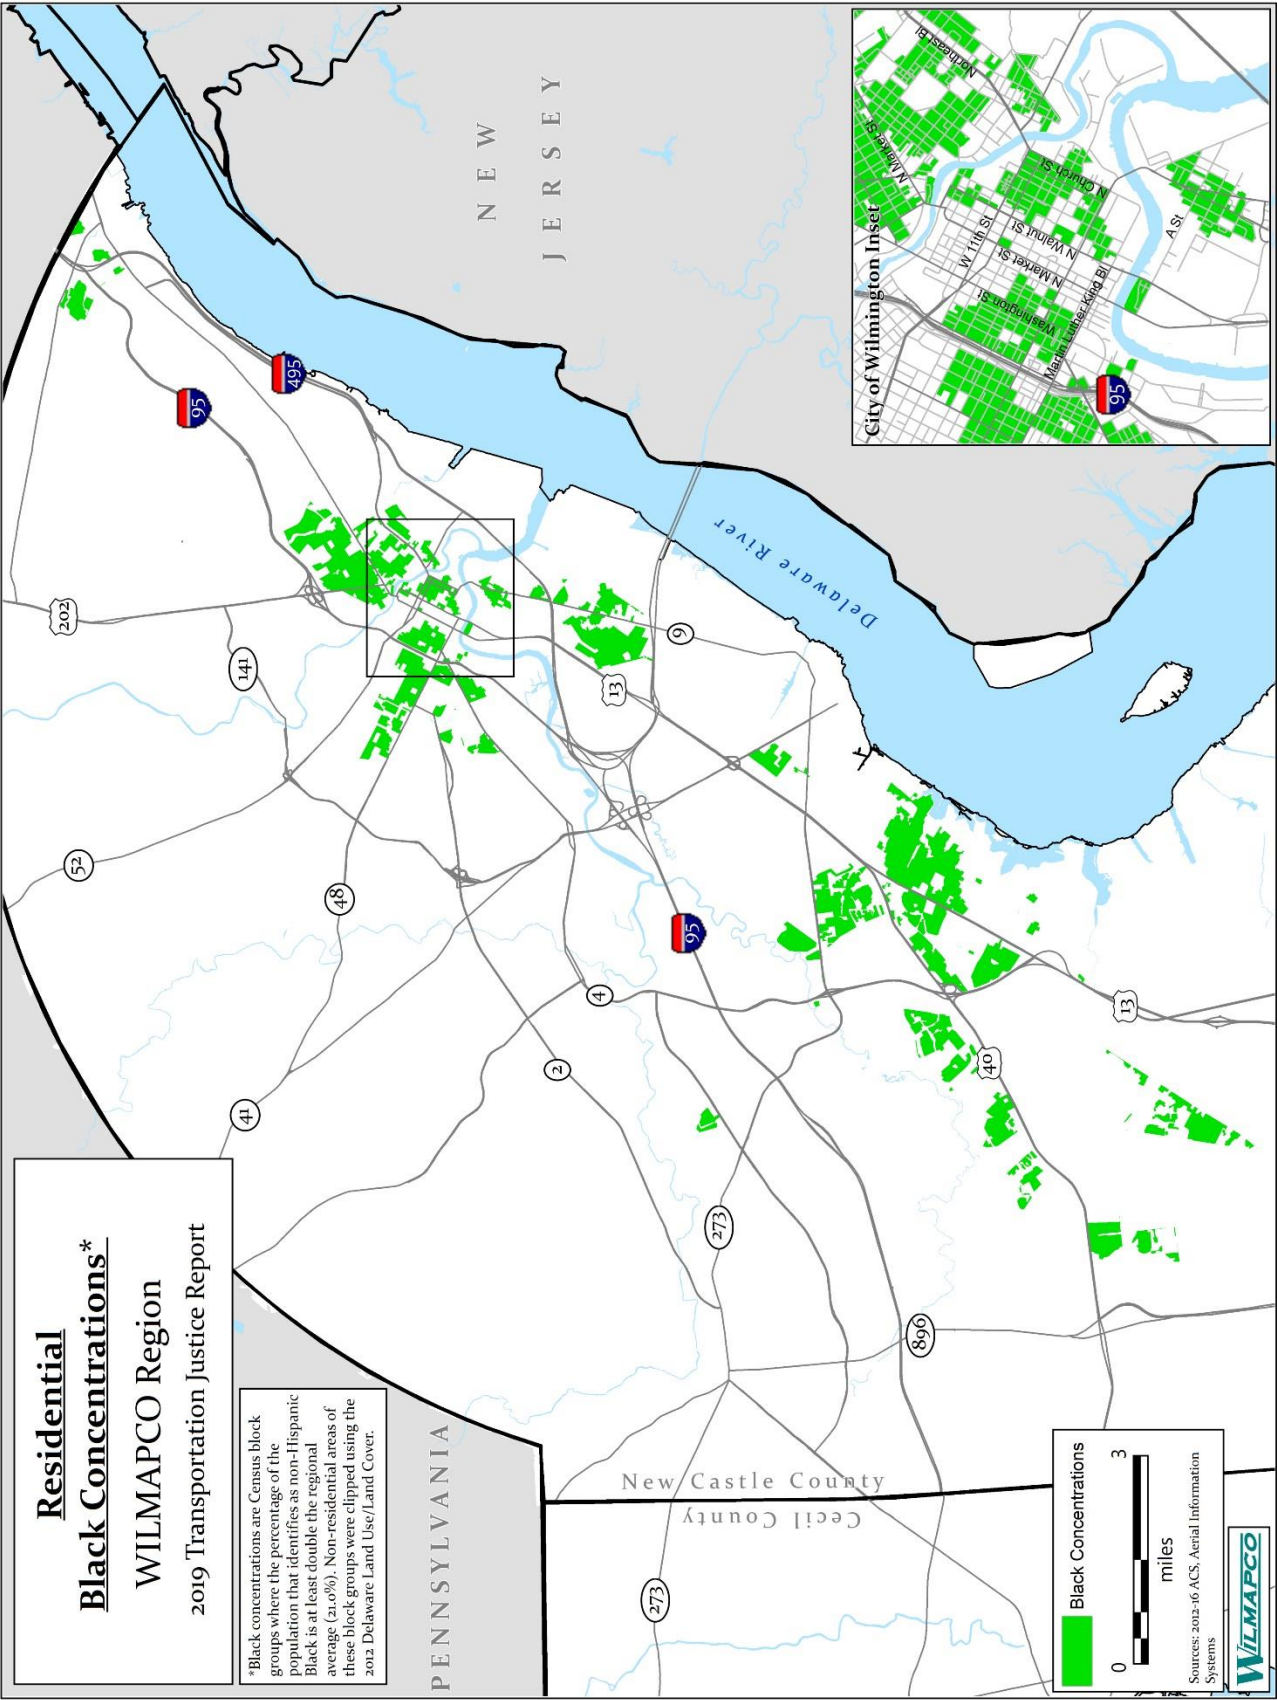 Residential
Black Concentrations*
WILMAPCO Region
2019 Transportation Justice Report
*Black concentrations are Census block
groups where the percentage of the
population that identifies as non-Hispanic
Black is at least double the regional
average (21.0%). Non-residential areas of
these block groups were clipped using the
2012 Delaware Land Use/Land Cover.
PENNSYLVANIA
NEW
JERSEY
Delaware River
New Castle County
Cecil County
202
95
495
141
52
48
41
2
4
95
9
13
13
40
273
896
273
City of Wilmington Inset
Northeast Bl
N Market St
N Church St
W 11th St
N Walnut St
N Market St
Washington St
Martin Luther King Bl
A St
95
Black Concentrations
0
3
miles
Sources: 2012-16 ACS, Aerial Information
Systems
WILMAPCO